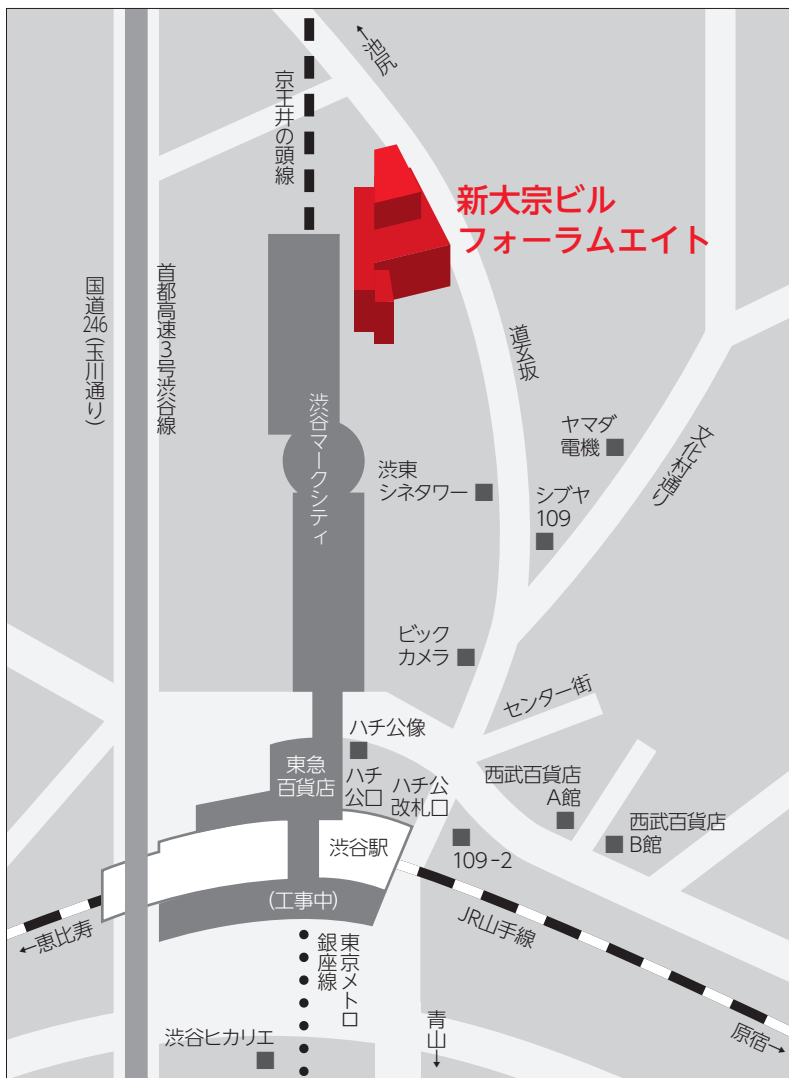 ←池尻
京王井の頭線
新大宗ビル
フォーラムエイト
国道246(玉川通り)
首都高速3号渋谷線
道玄坂
渋谷マークシティ
ヤマダ
電機
文化村通り
渋東
シネタワー
シブヤ
109
ビック
カメラ
センター街
ハチ公像
東急
百貨店
ハチ
公口
ハチ公
改札口
西武百貨店
A館
西武百貨店
B館
渋谷駅
109-2
(工事中)
←恵比寿
JR山手線
東京メトロ
銀座線
原宿→
青山→
渋谷ヒカリエ